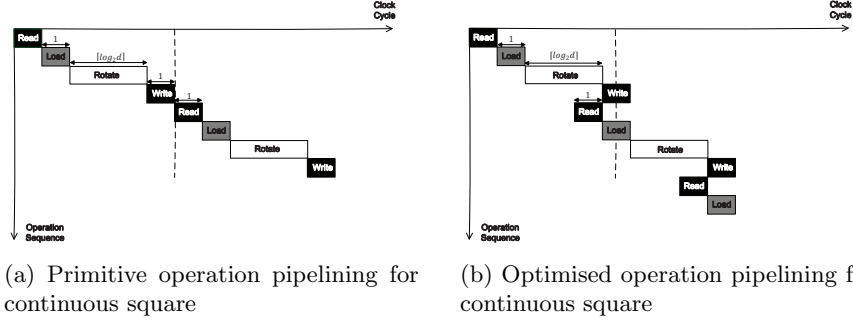 Clock
Cycle
Read
1
Load
⌈log₂d⌉
Rotate
1
Write
1
Read
Load
Rotate
Write
Operation
Sequence
(a) Primitive operation pipelining for
continuous square
Clock
Cycle
Read
1
Load
⌈log₂d⌉
Rotate
1
Write
Read
Load
Rotate
Write
Read
Load
Operation
Sequence
(b) Optimised operation pipelining f
continuous square